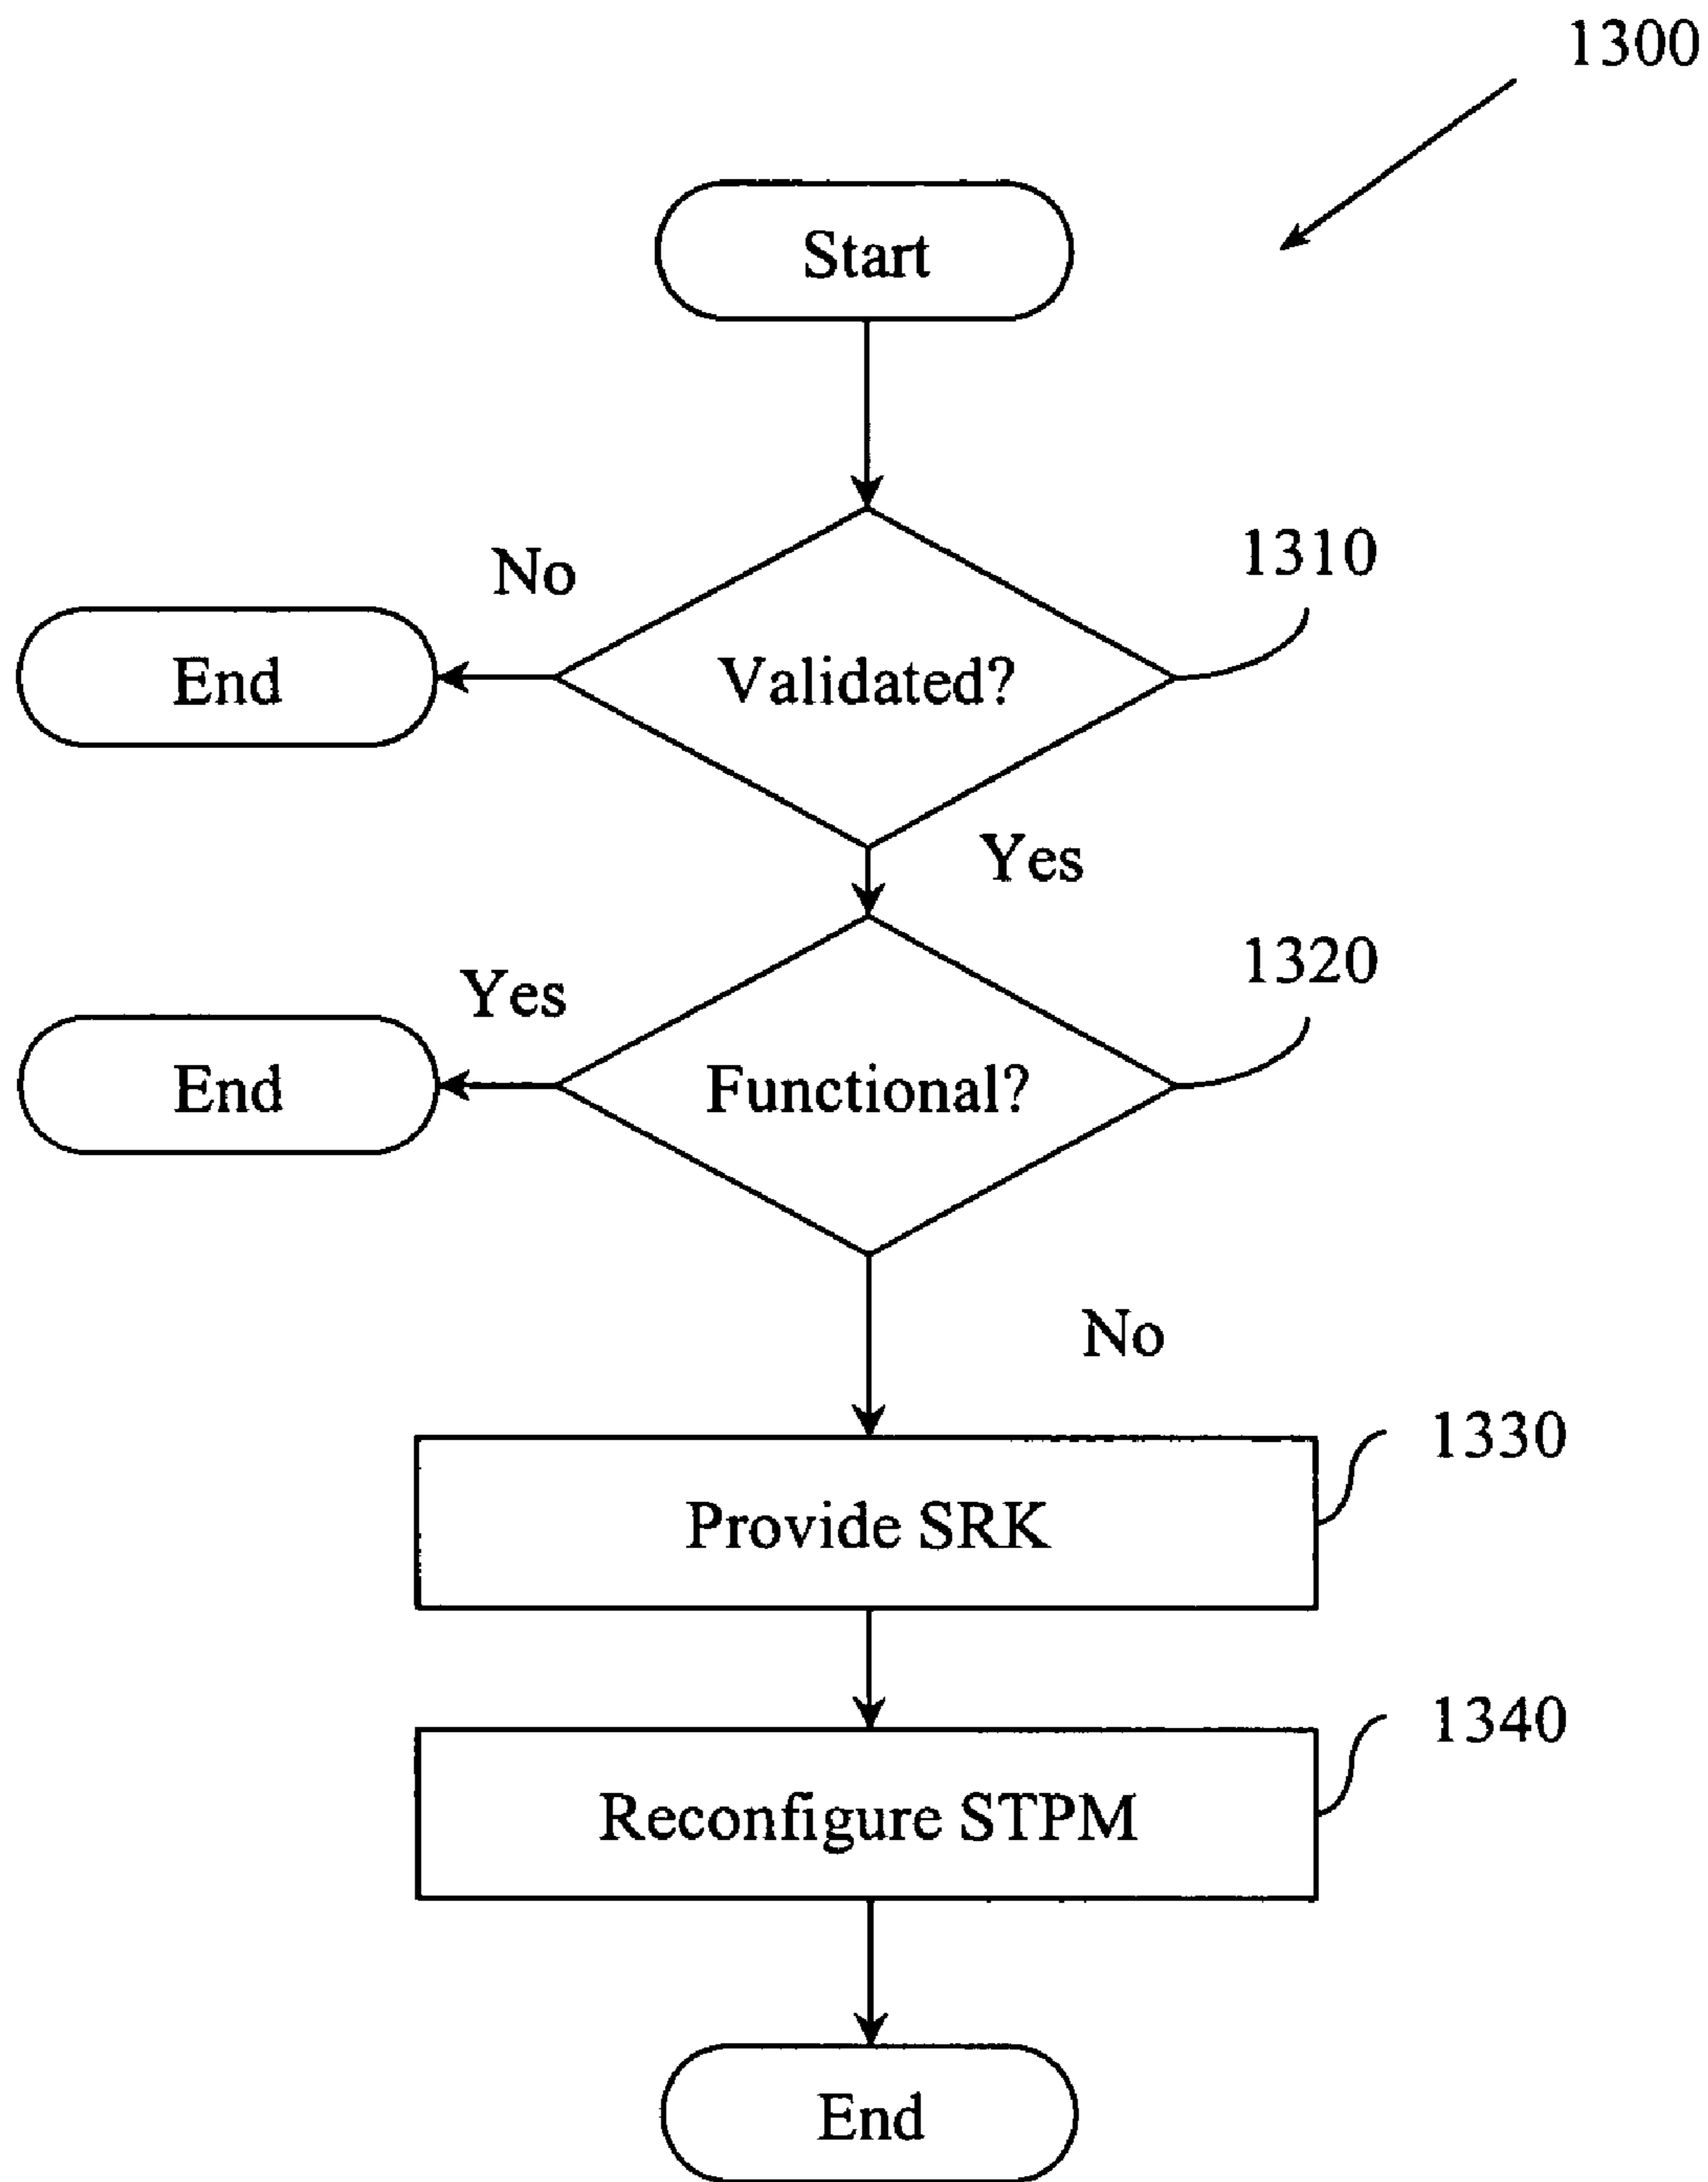 1300
Start
No
1310
End
Validated?
Yes
Yes
1320
End
Functional?
No
1330
Provide SRK
1340
Reconfigure STPM
End